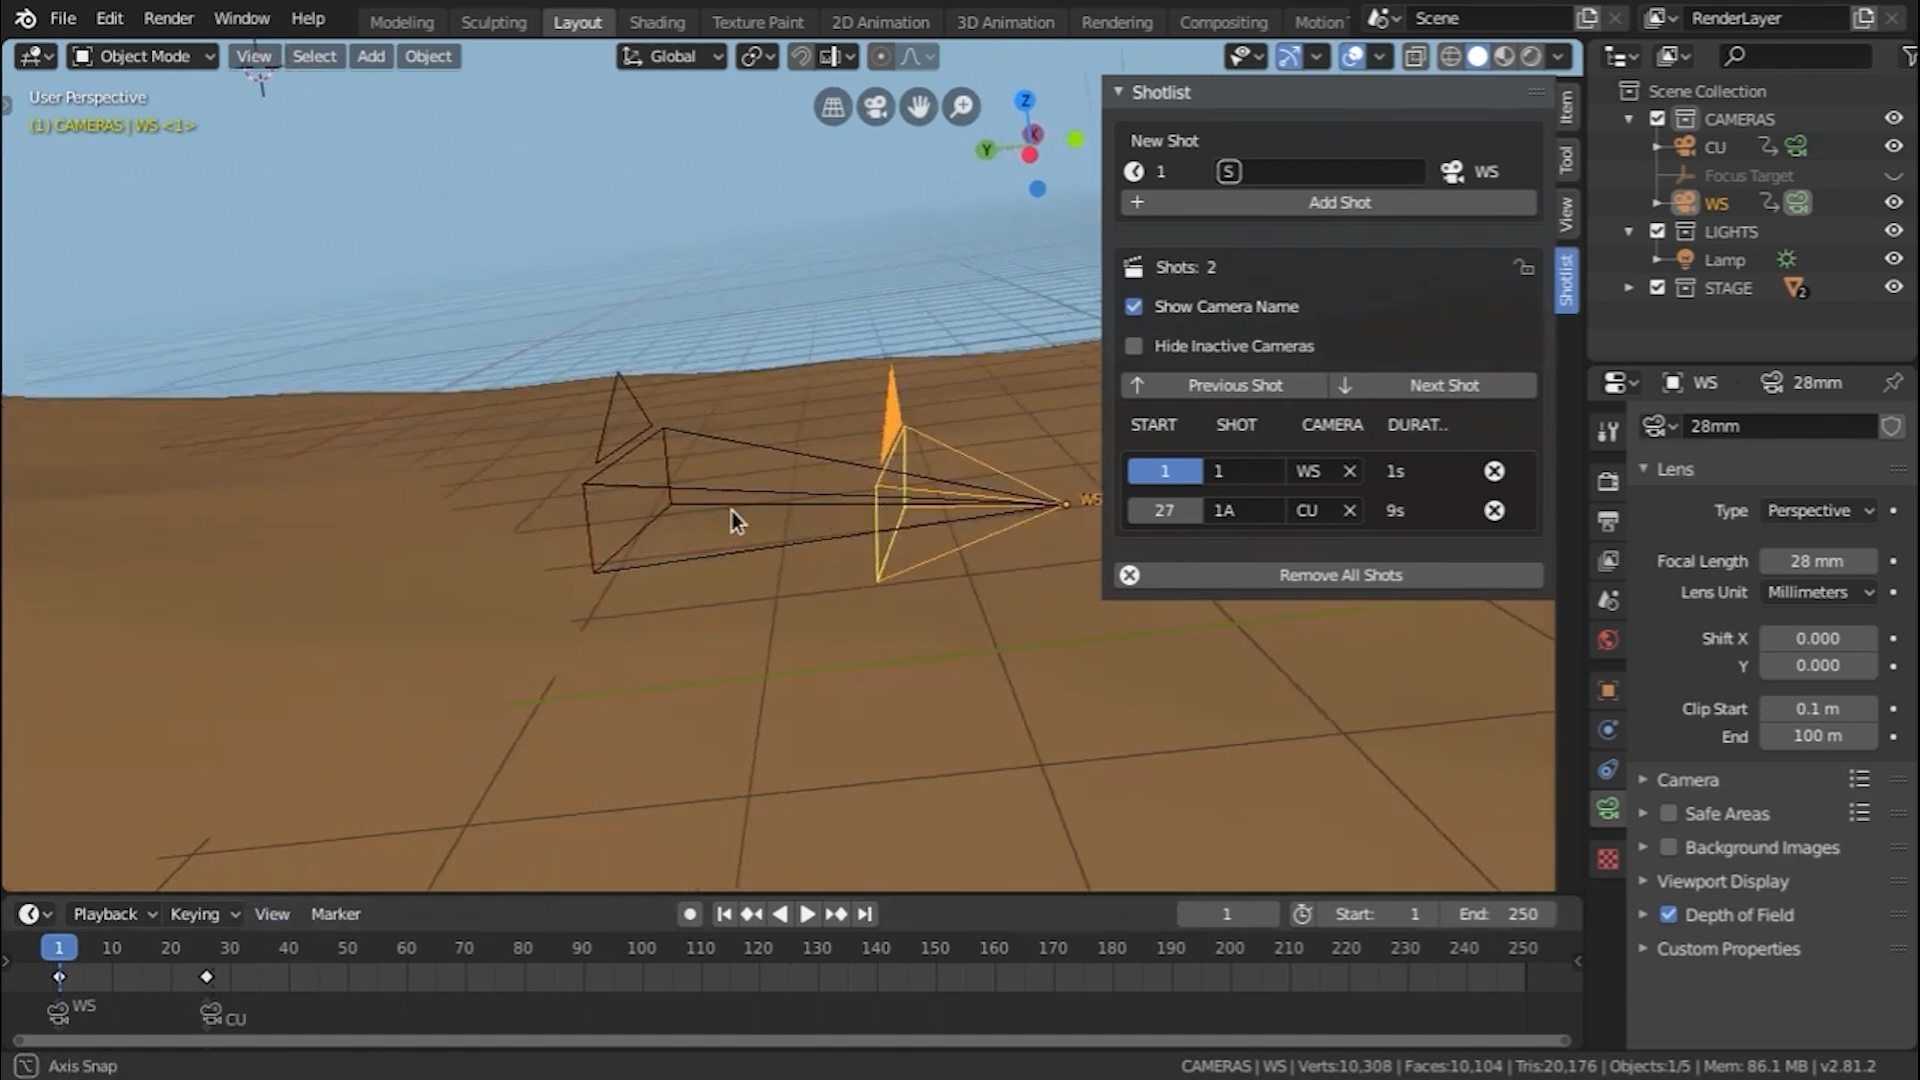 File Edit Render Window Help Modeling Sculpting Layout Shading Texture Paint 2D Animation 3D Animation Rendering Compositing Motion Scene RenderLayer
Object Mode View Select Add Object Global
User Perspective
(1) CAMERAS | WS <1>
Z
X
Y
Shotlist
New Shot
1 S WS
+ Add Shot
Shots: 2
Show Camera Name
Hide Inactive Cameras
Previous Shot Next Shot
START SHOT CAMERA DURAT..
1 1 WS 1s
27 1A CU 9s
Remove All Shots
WS
Item
Tool
View
Shotlist
Scene Collection
CAMERAS
CU
Focus Target
WS
LIGHTS
Lamp
STAGE 2
WS 28mm
28mm
Lens
Type Perspective
Focal Length 28 mm
Lens Unit Millimeters
Shift X 0.000
Y 0.000
Clip Start 0.1 m
End 100 m
Camera
Safe Areas
Background Images
Viewport Display
Depth of Field
Custom Properties
Playback Keying View Marker 1 Start: 1 End: 250
1 10 20 30 40 50 60 70 80 90 100 110 120 130 140 150 160 170 180 190 200 210 220 230 240 250
WS
CU
Axis Snap
CAMERAS | WS | Verts:10,308 | Faces:10,104 | Tris:20,176 | Objects:1/5 | Mem: 86.1 MB | v2.81.2